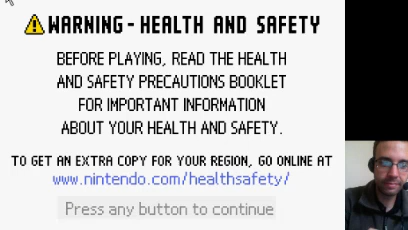 WARNING - HEALTH AND SAFETY
BEFORE PLAYING, READ THE HEALTH
AND SAFETY PRECAUTIONS BOOKLET
FOR IMPORTANT INFORMATION
ABOUT YOUR HEALTH AND SAFETY.
TO GET AN EXTRA COPY FOR YOUR REGION, GO ONLINE AT
www.nintendo.com/healthsafety/
Press any button to continue